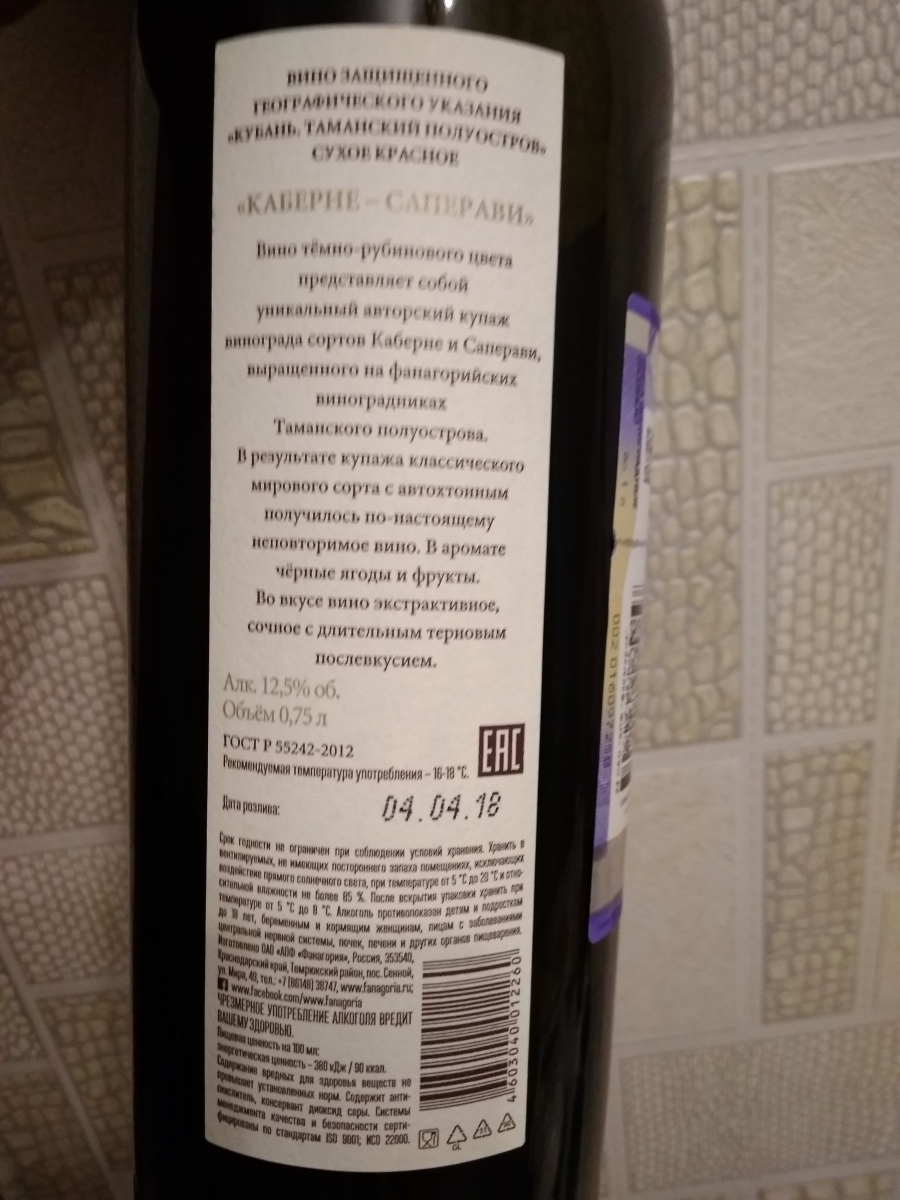 ВИНО ЗАЩИЩЕННОГО
ГЕОГРАФИЧЕСКОГО УКАЗАНИЯ
«КУБАНЬ. ТАМАНСКИЙ ПОЛУОСТРОВ»
СУХОЕ КРАСНОЕ
«КАБЕРНЕ – САПЕРАВИ»
Вино тёмно-рубинового цвета
представляет собой
уникальный авторский купаж
винограда сортов Каберне и Саперави,
выращенного на фанагорийских
виноградниках
Таманского полуострова.
В результате купажа классического
мирового сорта с автохтонным
получилось по-настоящему
неповторимое вино. В аромате
чёрные ягоды и фрукты.
Во вкусе вино экстрактивное,
сочное с длительным терновым
послевкусием.
Алк. 12,5% об.
Объём 0,75 л
ГОСТ Р 55242-2012
EAC
Рекомендуемая температура употребления – 16-18 °С.
Дата розлива: 04.04.18
Срок годности не ограничен при соблюдении условий хранения. Хранить в
вентилируемых, не имеющих постороннего запаха помещениях, исключающих
воздействие прямого солнечного света, при температуре от 5 °С до 20 °С и отно-
сительной влажности не более 85 %. После вскрытия упаковки хранить при
температуре от 5 °С до 8 °С. Алкоголь противопоказан детям и подросткам
до 18 лет, беременным и кормящим женщинам, лицам с заболеваниями
центральной нервной системы, почек, печени и других органов пищеварения.
Изготовлено ОАО «АПФ «Фанагория», Россия, 353540,
Краснодарский край, Темрюкский район, пос. Сенной,
ул. Мира, 49, тел.: +7 (86148) 38747, www.fanagoria.ru;
www.facebook.com/www.fanagoria
ЧРЕЗМЕРНОЕ УПОТРЕБЛЕНИЕ АЛКОГОЛЯ ВРЕДИТ
ВАШЕМУ ЗДОРОВЬЮ.
Пищевая ценность на 100 мл:
энергетическая ценность – 380 кДж / 90 ккал.
Содержание вредных для здоровья веществ не
превышает установленных норм. Содержит анти-
окислитель, консервант диоксид серы. Системы
менеджмента качества и безопасности серти-
фицированы по стандартам ISO 9001; ИСО 22000.
4 603040 012260
GL
51